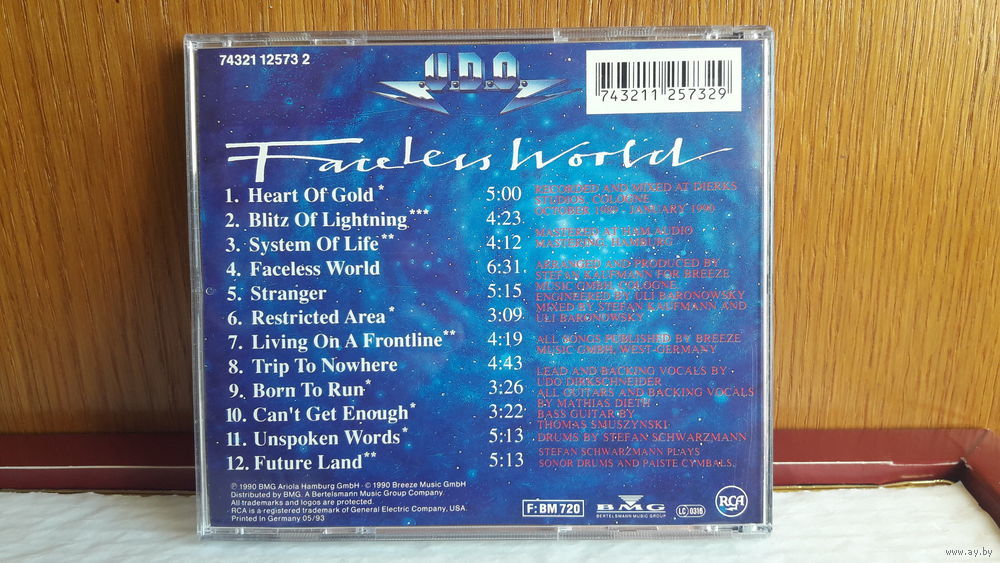 74321 12573 2
U.D.O.
743211 257329
Faceless World
1. Heart Of Gold* 5:00
2. Blitz Of Lightning*** 4:23
3. System Of Life** 4:12
4. Faceless World 6:31
5. Stranger 5:15
6. Restricted Area* 3:09
7. Living On A Frontline** 4:19
8. Trip To Nowhere 4:43
9. Born To Run* 3:26
10. Can't Get Enough* 3:22
11. Unspoken Words* 5:13
12. Future Land** 5:13
RECORDED AND MIXED AT DIERKS
STUDIOS, COLOGNE
OCTOBER 1989 - JANUARY 1990
MASTERED AT HAM AUDIO
MASTERING, HAMBURG
ARRANGED AND PRODUCED BY
STEFAN KAUFMANN FOR BREEZE
MUSIC GMBH, COLOGNE
ENGINEERED BY ULI BARONOWSKY
MIXED BY STEFAN KAUFMANN AND
ULI BARONOWSKY
ALL SONGS PUBLISHED BY BREEZE
MUSIC GMBH, WEST-GERMANY
LEAD AND BACKING VOCALS BY
UDO DIRKSCHNEIDER
ALL GUITARS AND BACKING VOCALS
BY MATHIAS DIETH
BASS GUITAR BY
THOMAS SMUSZYNSKI
DRUMS BY STEFAN SCHWARZMANN
STEFAN SCHWARZMANN PLAYS
SONOR DRUMS AND PAISTE CYMBALS.
℗ 1990 BMG Ariola Hamburg GmbH · © 1990 Breeze Music GmbH
Distributed by BMG. A Bertelsmann Music Group Company.
All trademarks and logos are protected.
RCA is a registered trademark of General Electric Company, USA.
Printed in Germany 05/93
F: BM 720
BMG
BERTELSMANN MUSIC GROUP
LC 0316
RCA
www.ay.by